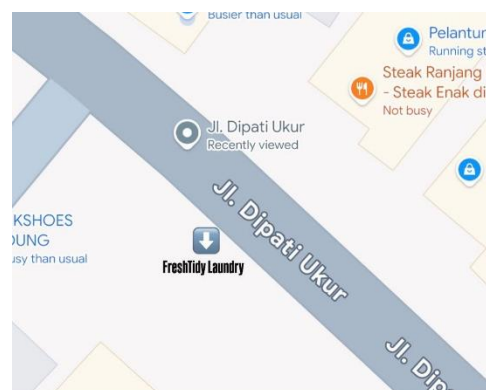 Busier than usual
Pelantur
Running st
Steak Ranjang
- Steak Enak di
Not busy
Jl. Dipati Ukur
Recently viewed
Jl. Dipati Ukur
KSHOES
UNG
usy than usual
FreshTidy Laundry
Jl. Dip